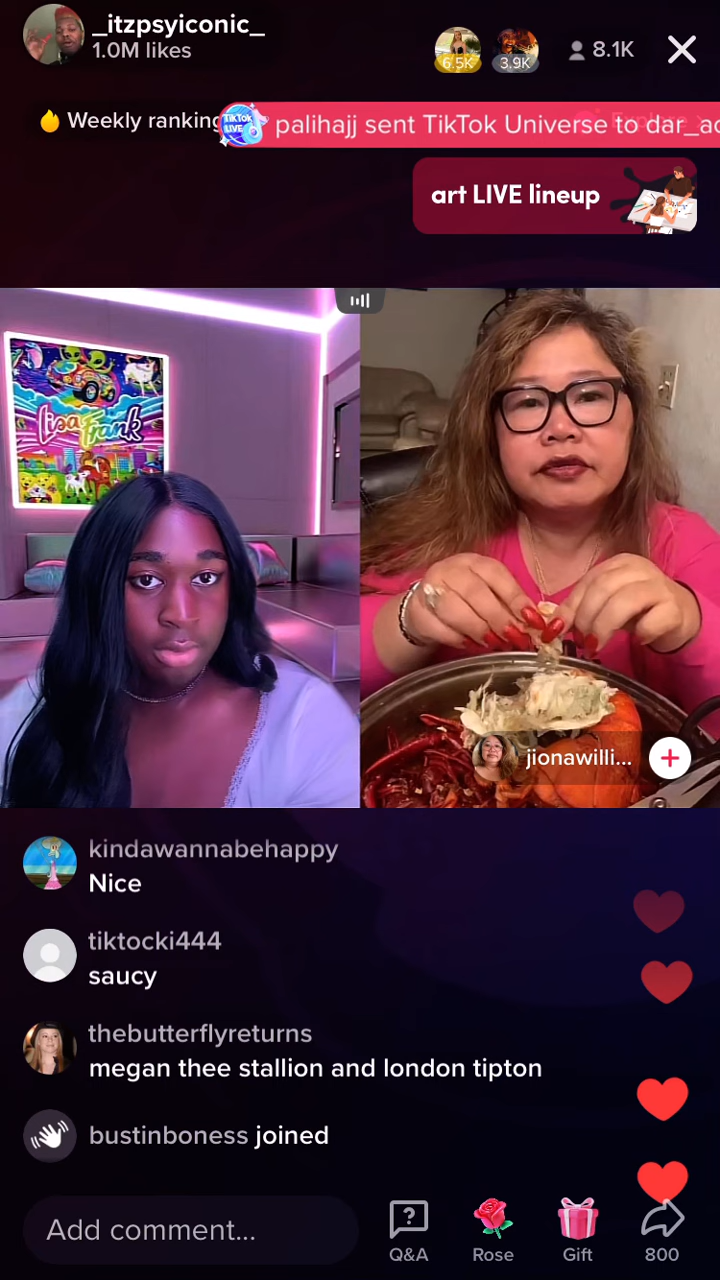 _itzpsyiconic_
1.0M likes
6.5K
3.9K
8.1K
Weekly ranking
TikTok
LIVE
palihajj sent TikTok Universe to dar_ac
art LIVE lineup
Lisa Frank
jionawilli...
kindawannabehappy
Nice
tiktocki444
saucy
thebutterflyreturns
megan thee stallion and london tipton
bustinboness joined
Add comment...
Q&A
Rose
Gift
800